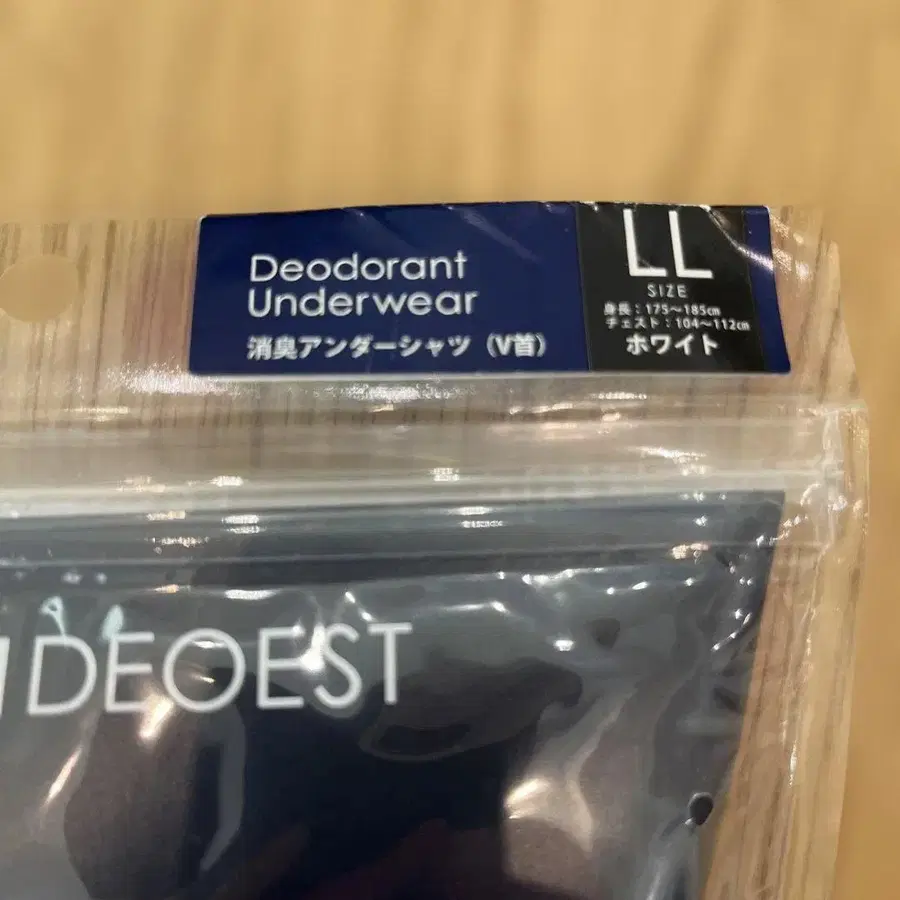 Deodorant
Underwear
消臭アンダーシャツ（V首）
LL
SIZE
身長：175〜185㎝
チェスト：104〜112㎝
ホワイト
DEOEST